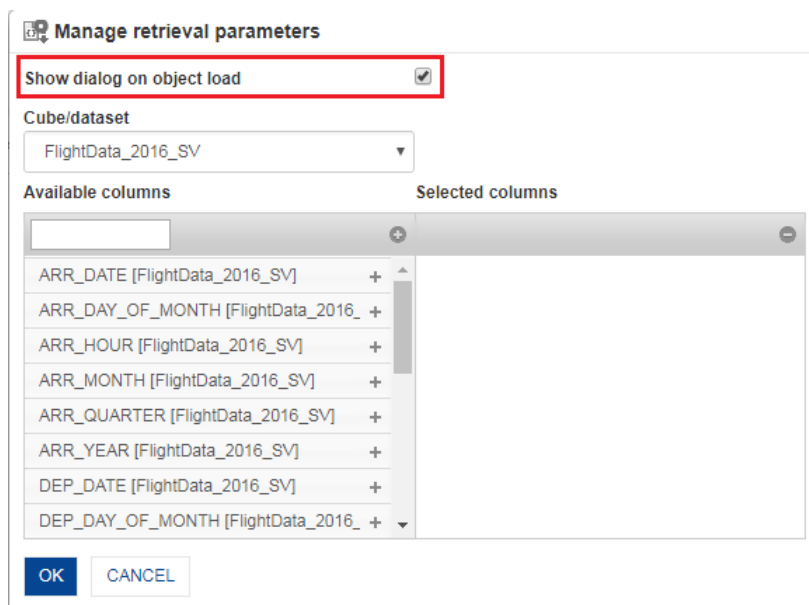 Manage retrieval parameters
Show dialog on object load
Cube/dataset
FlightData_2016_SV
Available columns Selected columns
ARR_DATE [FlightData_2016_SV]
ARR_DAY_OF_MONTH [FlightData_2016_
ARR_HOUR [FlightData_2016_SV]
ARR_MONTH [FlightData_2016_SV]
ARR_QUARTER [FlightData_2016_SV]
ARR_YEAR [FlightData_2016_SV]
DEP_DATE [FlightData_2016_SV]
DEP_DAY_OF_MONTH [FlightData_2016_
OK CANCEL